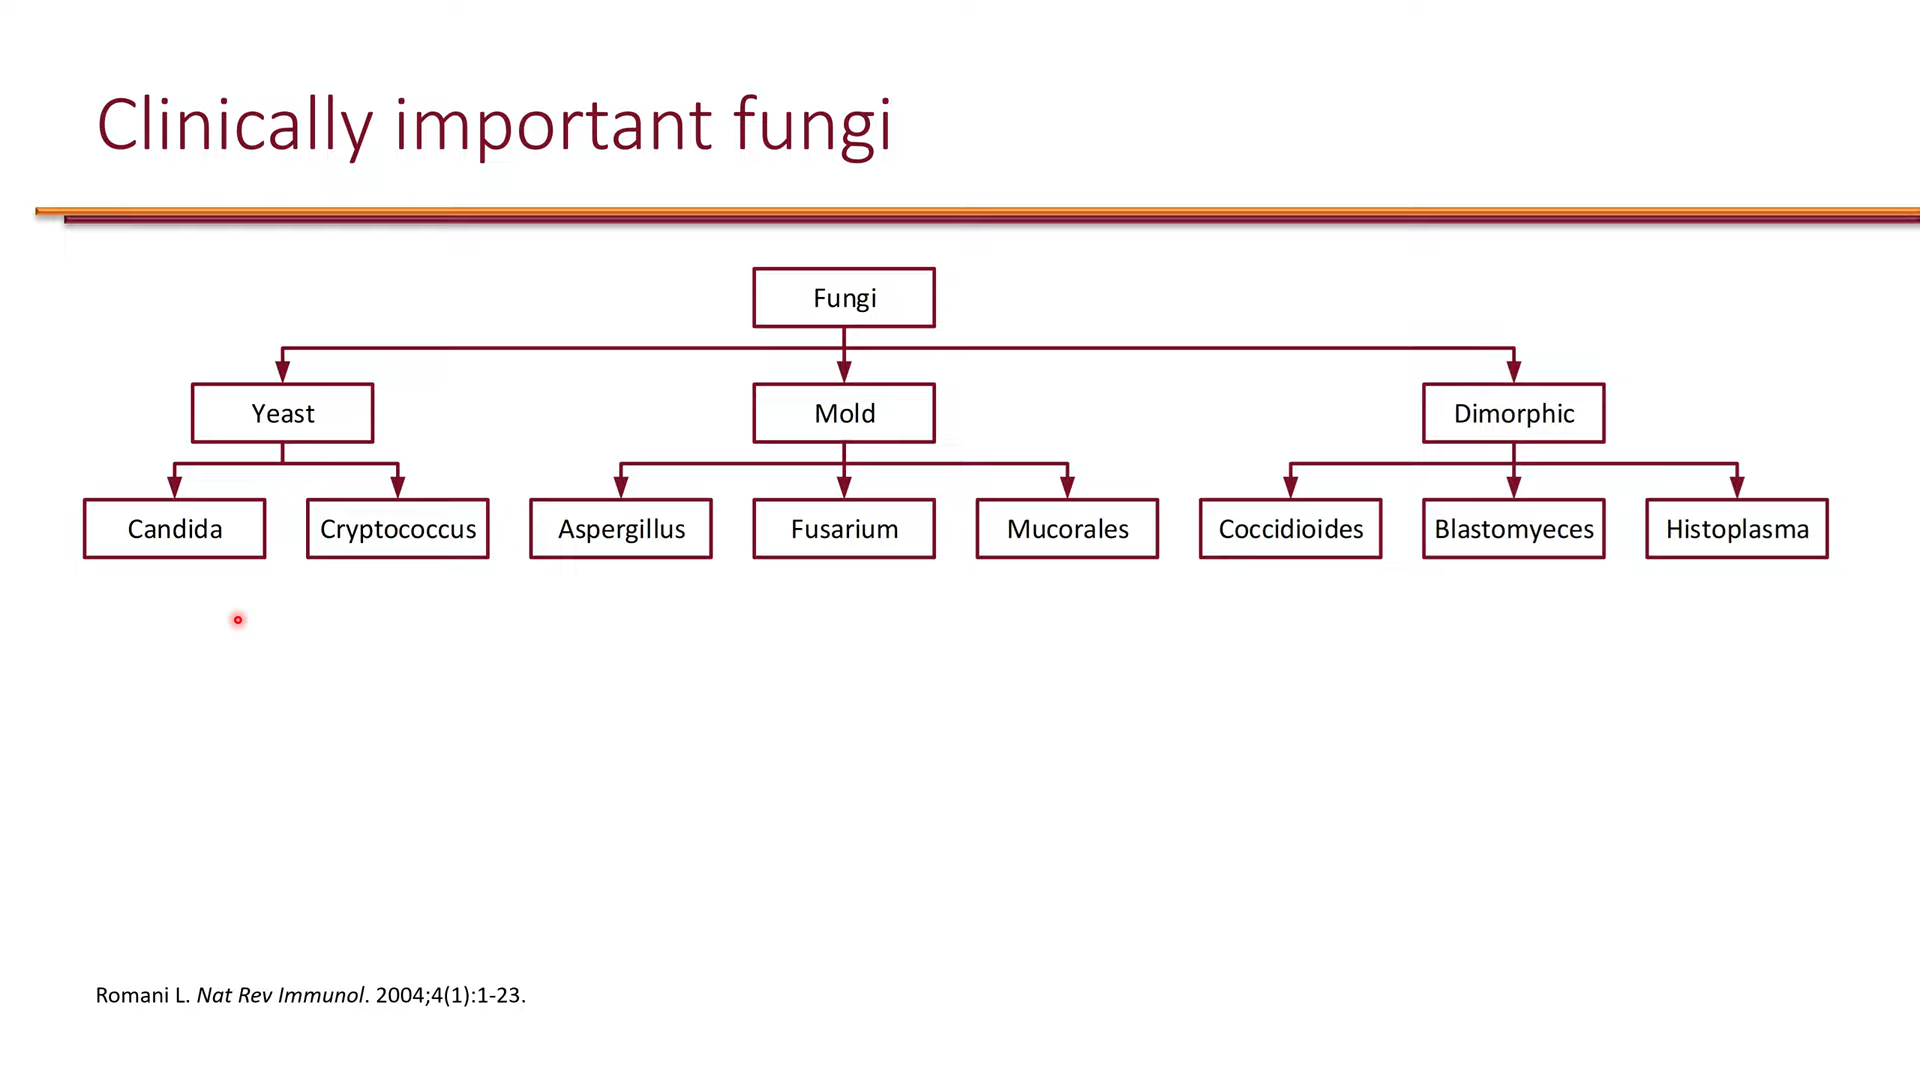 Clinically important fungi
Fungi
Yeast
Mold
Dimorphic
Candida
Cryptococcus
Aspergillus
Fusarium
Mucorales
Coccidioides
Blastomyeces
Histoplasma
Romani L. Nat Rev Immunol. 2004;4(1):1-23.